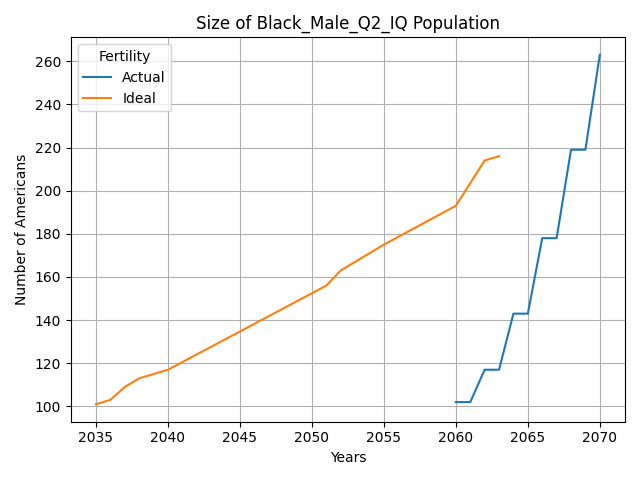 Size of Black_Male_Q2_IQ Population
Fertility
Actual
Ideal
Number of Americans
260
240
220
200
180
160
140
120
100
2035 2040 2045 2050 2055 2060 2065 2070
Years